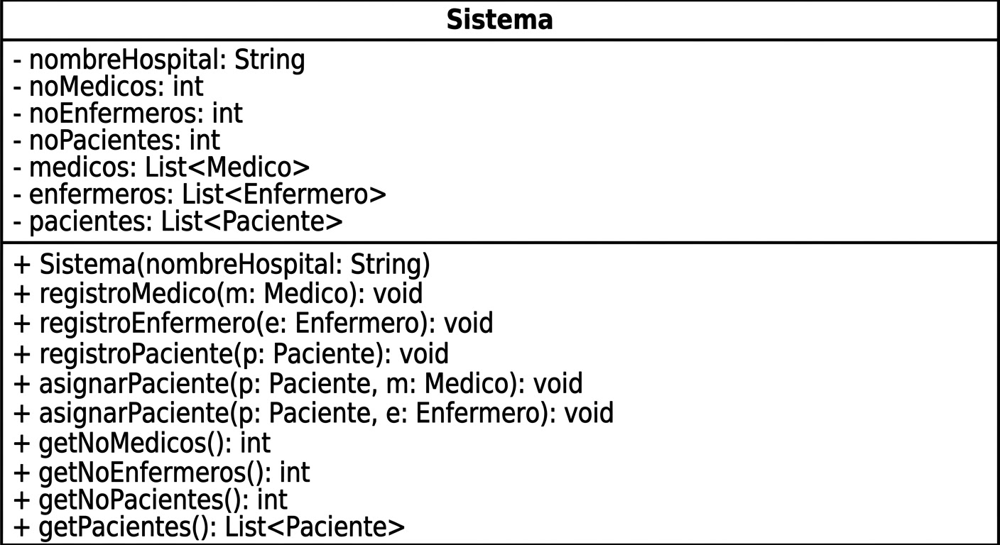 Sistema
- nombreHospital: String
- noMedicos: int
- noEnfermeros: int
- noPacientes: int
- medicos: List<Medico>
- enfermeros: List<Enfermero>
- pacientes: List<Paciente>
+ Sistema(nombreHospital: String)
+ registroMedico(m: Medico): void
+ registroEnfermero(e: Enfermero): void
+ registroPaciente(p: Paciente): void
+ asignarPaciente(p: Paciente, m: Medico): void
+ asignarPaciente(p: Paciente, e: Enfermero): void
+ getNoMedicos(): int
+ getNoEnfermeros(): int
+ getNoPacientes(): int
+ getPacientes(): List<Paciente>